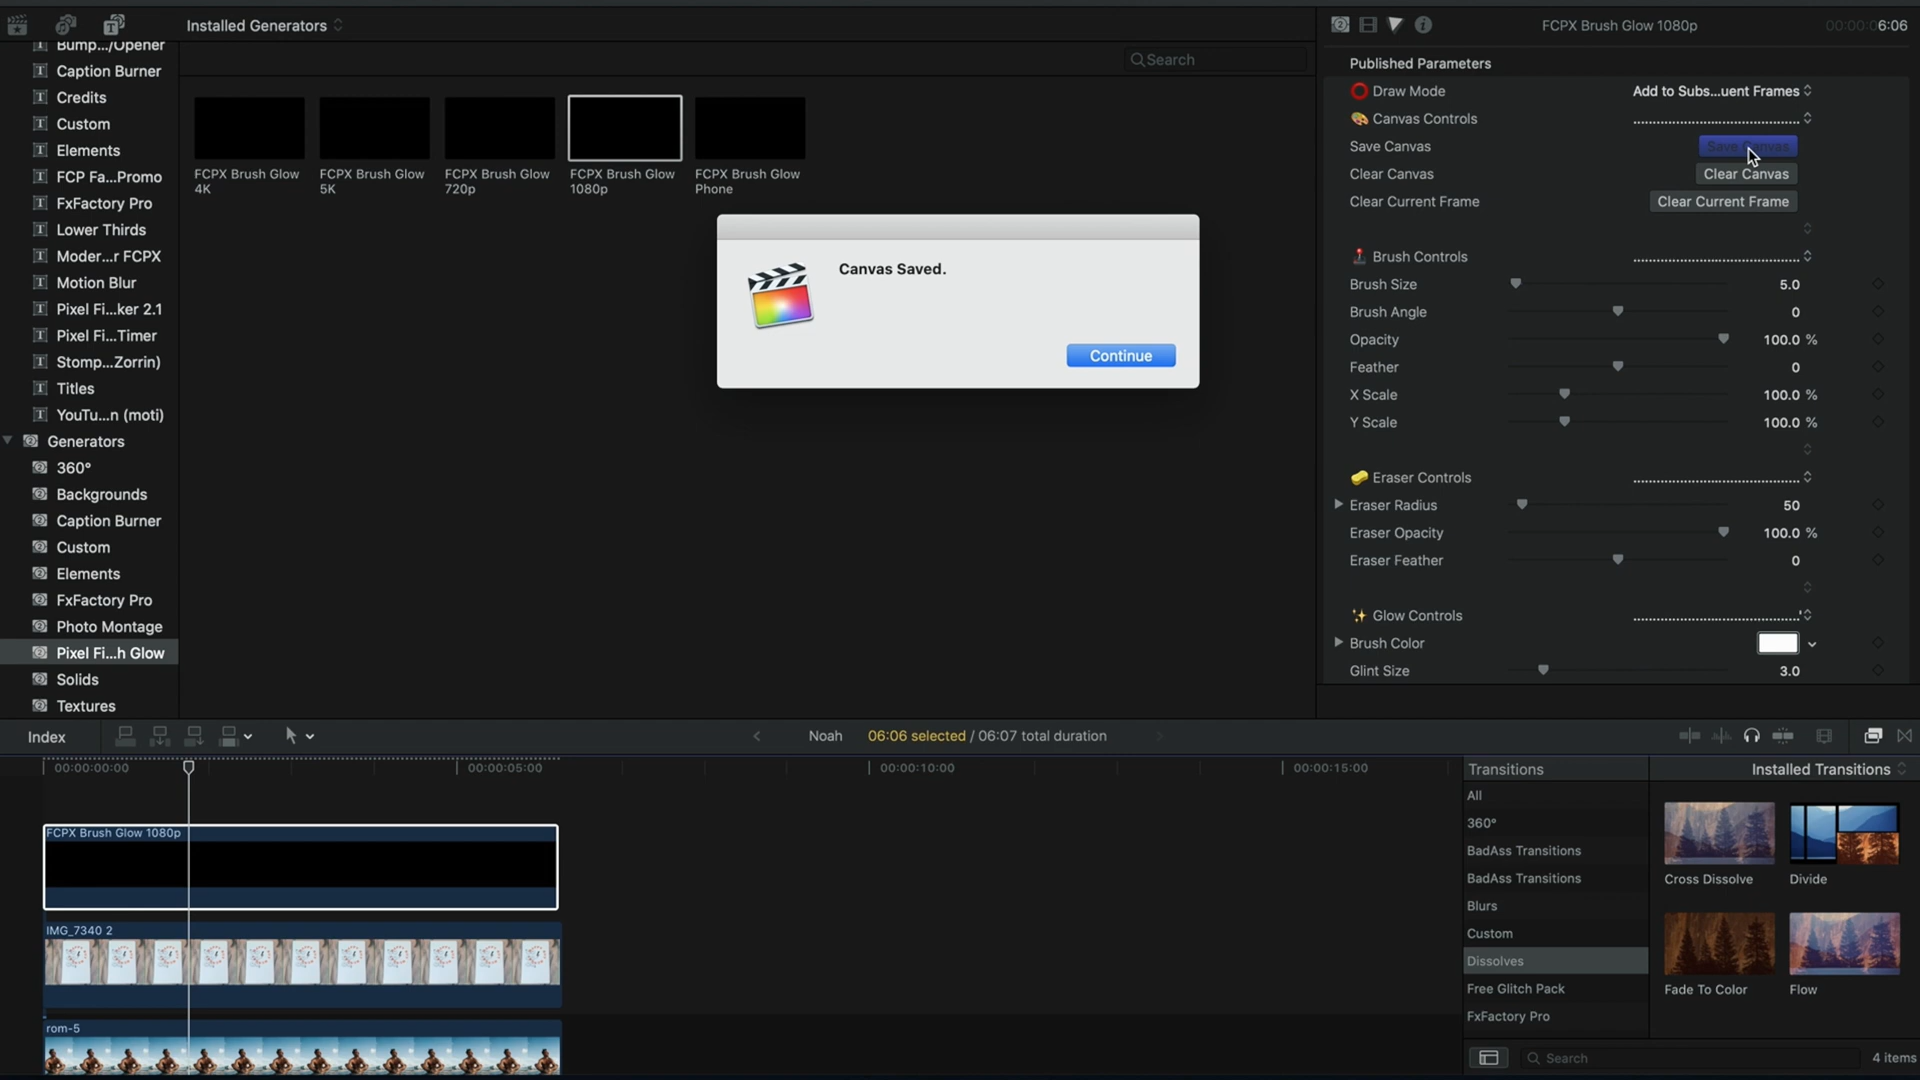 Installed Generators
FCPX Brush Glow 1080p
00:00:06:06
Bump.../Opener
Caption Burner
Credits
Custom
Elements
FCP Fa...Promo
FxFactory Pro
Lower Thirds
Moder...r FCPX
Motion Blur
Pixel Fi...ker 2.1
Pixel Fi...Timer
Stomp...Zorrin)
Titles
YouTu...n (moti)
Generators
360°
Backgrounds
Caption Burner
Custom
Elements
FxFactory Pro
Photo Montage
Pixel Fi...h Glow
Solids
Textures
Search
FCPX Brush Glow
4K
FCPX Brush Glow
5K
FCPX Brush Glow
720p
FCPX Brush Glow
1080p
FCPX Brush Glow
Phone
Canvas Saved.
Continue
Published Parameters
Draw Mode Add to Subs...uent Frames
Canvas Controls
Save Canvas Save Canvas
Clear Canvas Clear Canvas
Clear Current Frame Clear Current Frame
Brush Controls
Brush Size 5.0
Brush Angle 0
Opacity 100.0 %
Feather 0
X Scale 100.0 %
Y Scale 100.0 %
Eraser Controls
Eraser Radius 50
Eraser Opacity 100.0 %
Eraser Feather 0
Glow Controls
Brush Color
Glint Size 3.0
Index
Noah 06:06 selected / 06:07 total duration
00:00:00:00 00:00:05:00 00:00:10:00 00:00:15:00
FCPX Brush Glow 1080p
IMG_7340 2
rom-5
Transitions
Installed Transitions
All
360°
BadAss Transitions
BadAss Transitions
Blurs
Custom
Dissolves
Free Glitch Pack
FxFactory Pro
Cross Dissolve
Divide
Fade To Color
Flow
Search
4 items